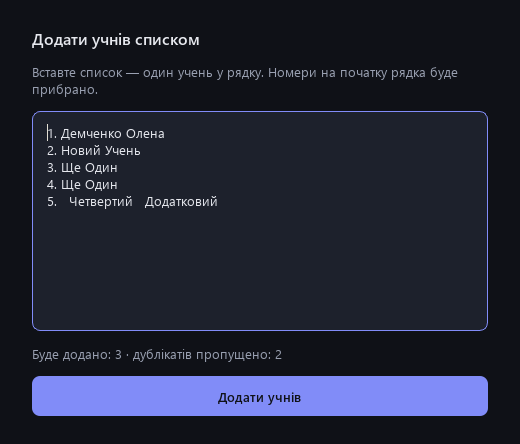 Додати учнів списком
Вставте список — один учень у рядку. Номери на початку рядка буде
прибрано.
1. Демченко Олена
2. Новий Учень
3. Ще Один
4. Ще Один
5.   Четвертий   Додатковий
Буде додано: 3 · дублікатів пропущено: 2
Додати учнів